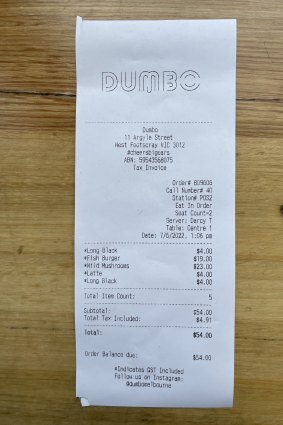 DUMBO
Dumbo
11 Argyle Street
West Footscray VIC 3012
#cheersbigears
ABN: 59543568075
Tax Invoice
Order# 609606
Call Number# 40
Station# POS2
Eat In Order
Seat Count=2
Server: Darcy T
Table: Centre 1
Date: 7/6/2022, 1:06 pm
*Long Black $4.00
*Fish Burger $19.00
*Wild Mushrooms $23.00
*Latte $4.00
*Long Black $4.00
Total Item Count: 5
Subtotal: $54.00
Total Tax Included: $4.91
Total: $54.00
Order Balance due: $54.00
*Indicates GST Included
Follow us on Instagram:
@dumbomelbourne